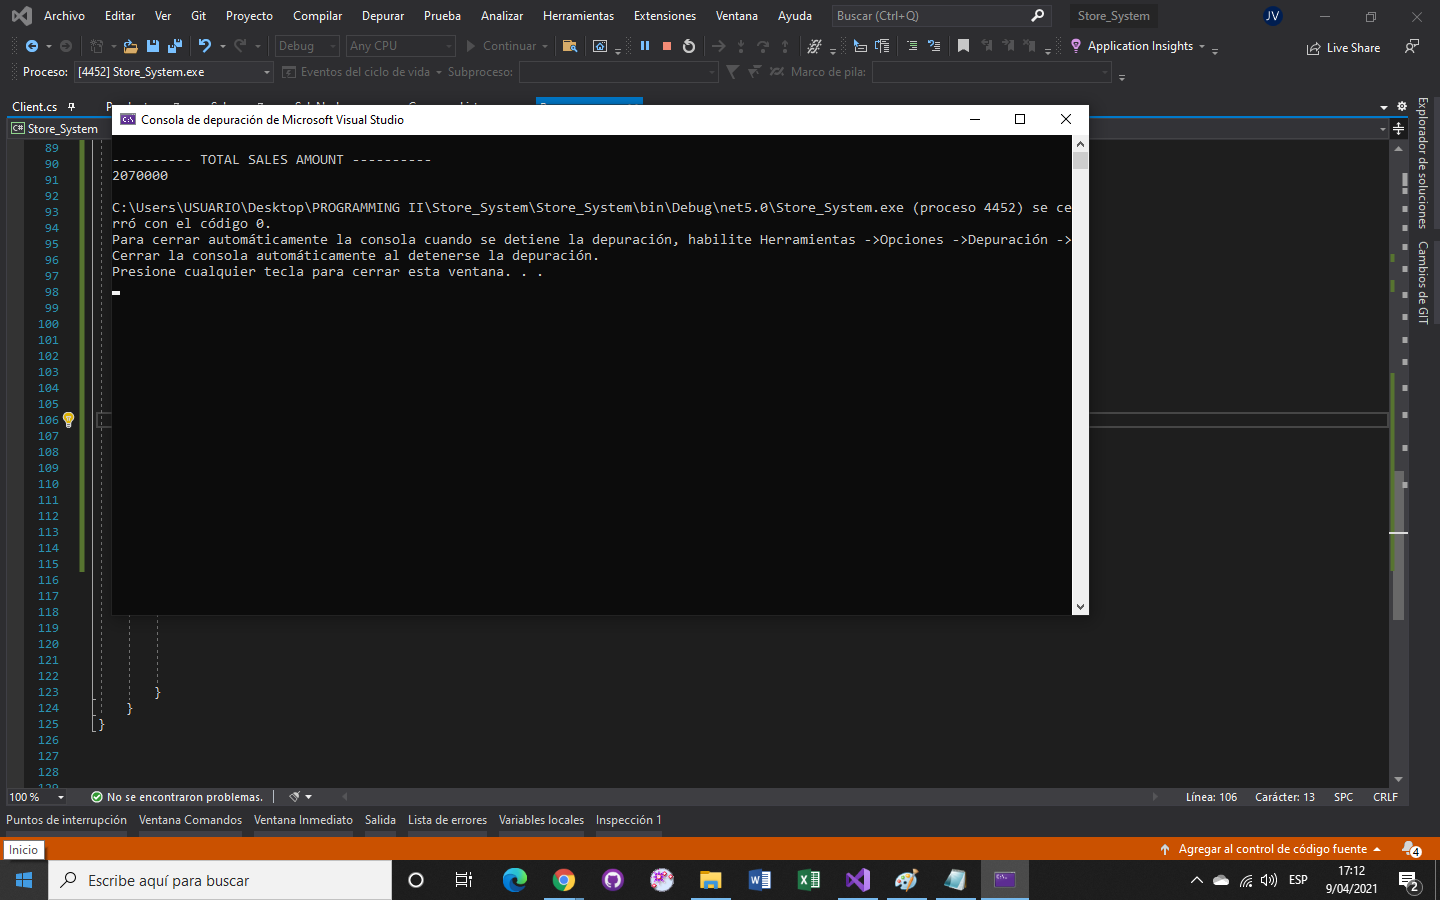 Archivo Editar Ver Git Proyecto Compilar Depurar Prueba Analizar Herramientas Extensiones Ventana Ayuda Buscar (Ctrl+Q) Store_System JV
Debug Any CPU Continuar Application Insights Live Share
Proceso: [4452] Store_System.exe Eventos del ciclo de vida Subproceso: Marco de pila:
Client.cs
Store_System
Consola de depuración de Microsoft Visual Studio
---------- TOTAL SALES AMOUNT ----------
2070000
C:\Users\USUARIO\Desktop\PROGRAMMING II\Store_System\Store_System\bin\Debug\net5.0\Store_System.exe (proceso 4452) se ce
rró con el código 0.
Para cerrar automáticamente la consola cuando se detiene la depuración, habilite Herramientas ->Opciones ->Depuración ->
Cerrar la consola automáticamente al detenerse la depuración.
Presione cualquier tecla para cerrar esta ventana. . .
89
90
91
92
93
94
95
96
97
98
99
100
101
102
103
104
105
106
107
108
109
110
111
112
113
114
115
116
117
118
119
120
121
122
123 }
124 }
125 }
126
127
128
129
Explorador de soluciones
Cambios de GIT
100 % No se encontraron problemas. Línea: 106 Carácter: 13 SPC CRLF
Puntos de interrupción Ventana Comandos Ventana Inmediato Salida Lista de errores Variables locales Inspección 1
Inicio Agregar al control de código fuente 4
Escribe aquí para buscar ESP 17:12
9/04/2021 2